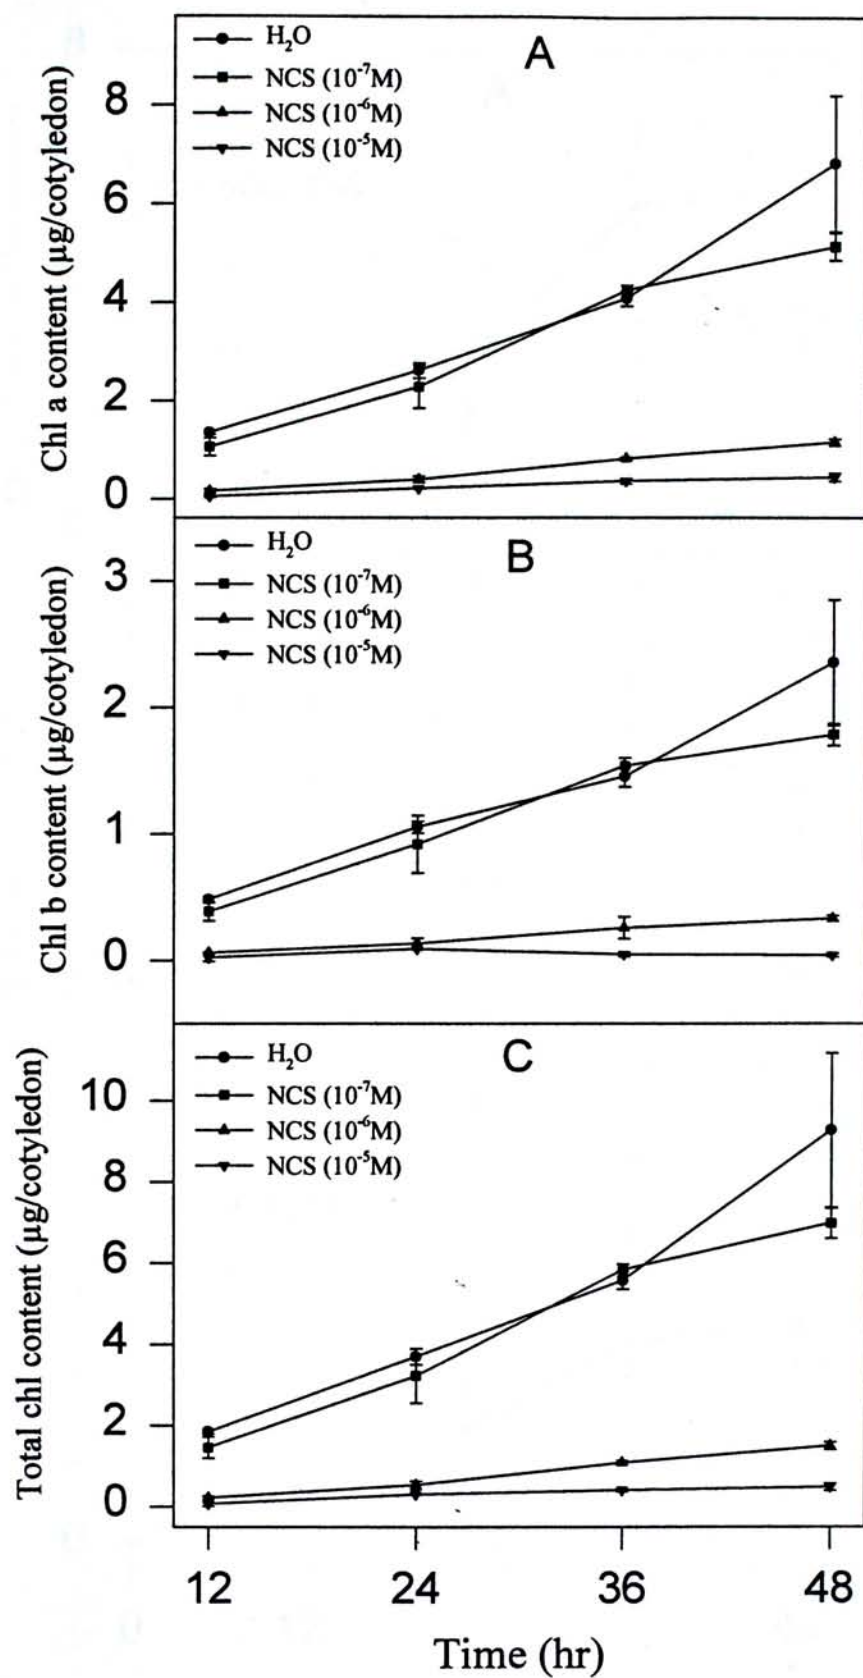 A
H₂O
NCS (10⁻⁷M)
NCS (10⁻⁶M)
NCS (10⁻⁵M)
Chl a content (μg/cotyledon)
8
6
4
2
0
B
H₂O
NCS (10⁻⁷M)
NCS (10⁻⁶M)
NCS (10⁻⁵M)
Chl b content (μg/cotyledon)
3
2
1
0
C
H₂O
NCS (10⁻⁷M)
NCS (10⁻⁶M)
NCS (10⁻⁵M)
Total chl content (μg/cotyledon)
10
8
6
4
2
0
12 24 36 48
Time (hr)